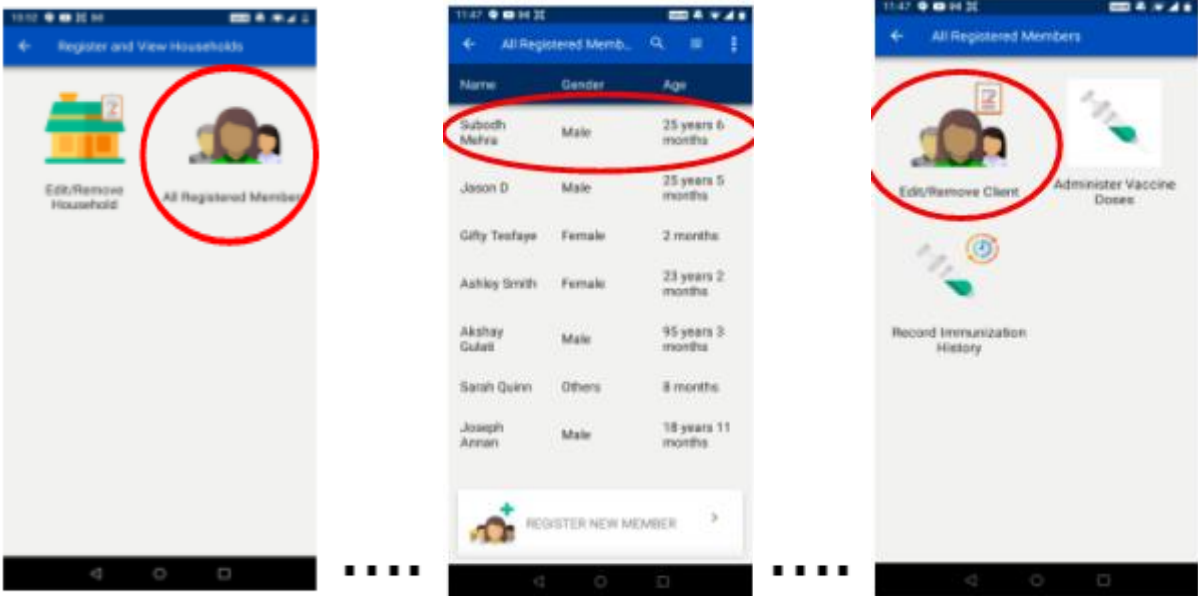 Register and View Households
Edit/Remove
Household
All Registered Member
11:47
All Registered Memb...
Name Gender Age
Subodh
Mehra
Male
25 years 6
months
Jason D Male
25 years 5
months
Gifty Tesfaye Female 2 months
Ashley Smith Female
23 years 2
months
Akshay
Gulati
Male
95 years 3
months
Sarah Quinn Others 8 months
Joseph
Annan
Male
18 years 11
months
REGISTER NEW MEMBER
11:47
All Registered Members
Edit/Remove Client
Administer Vaccine
Doses
Record Immunization
History